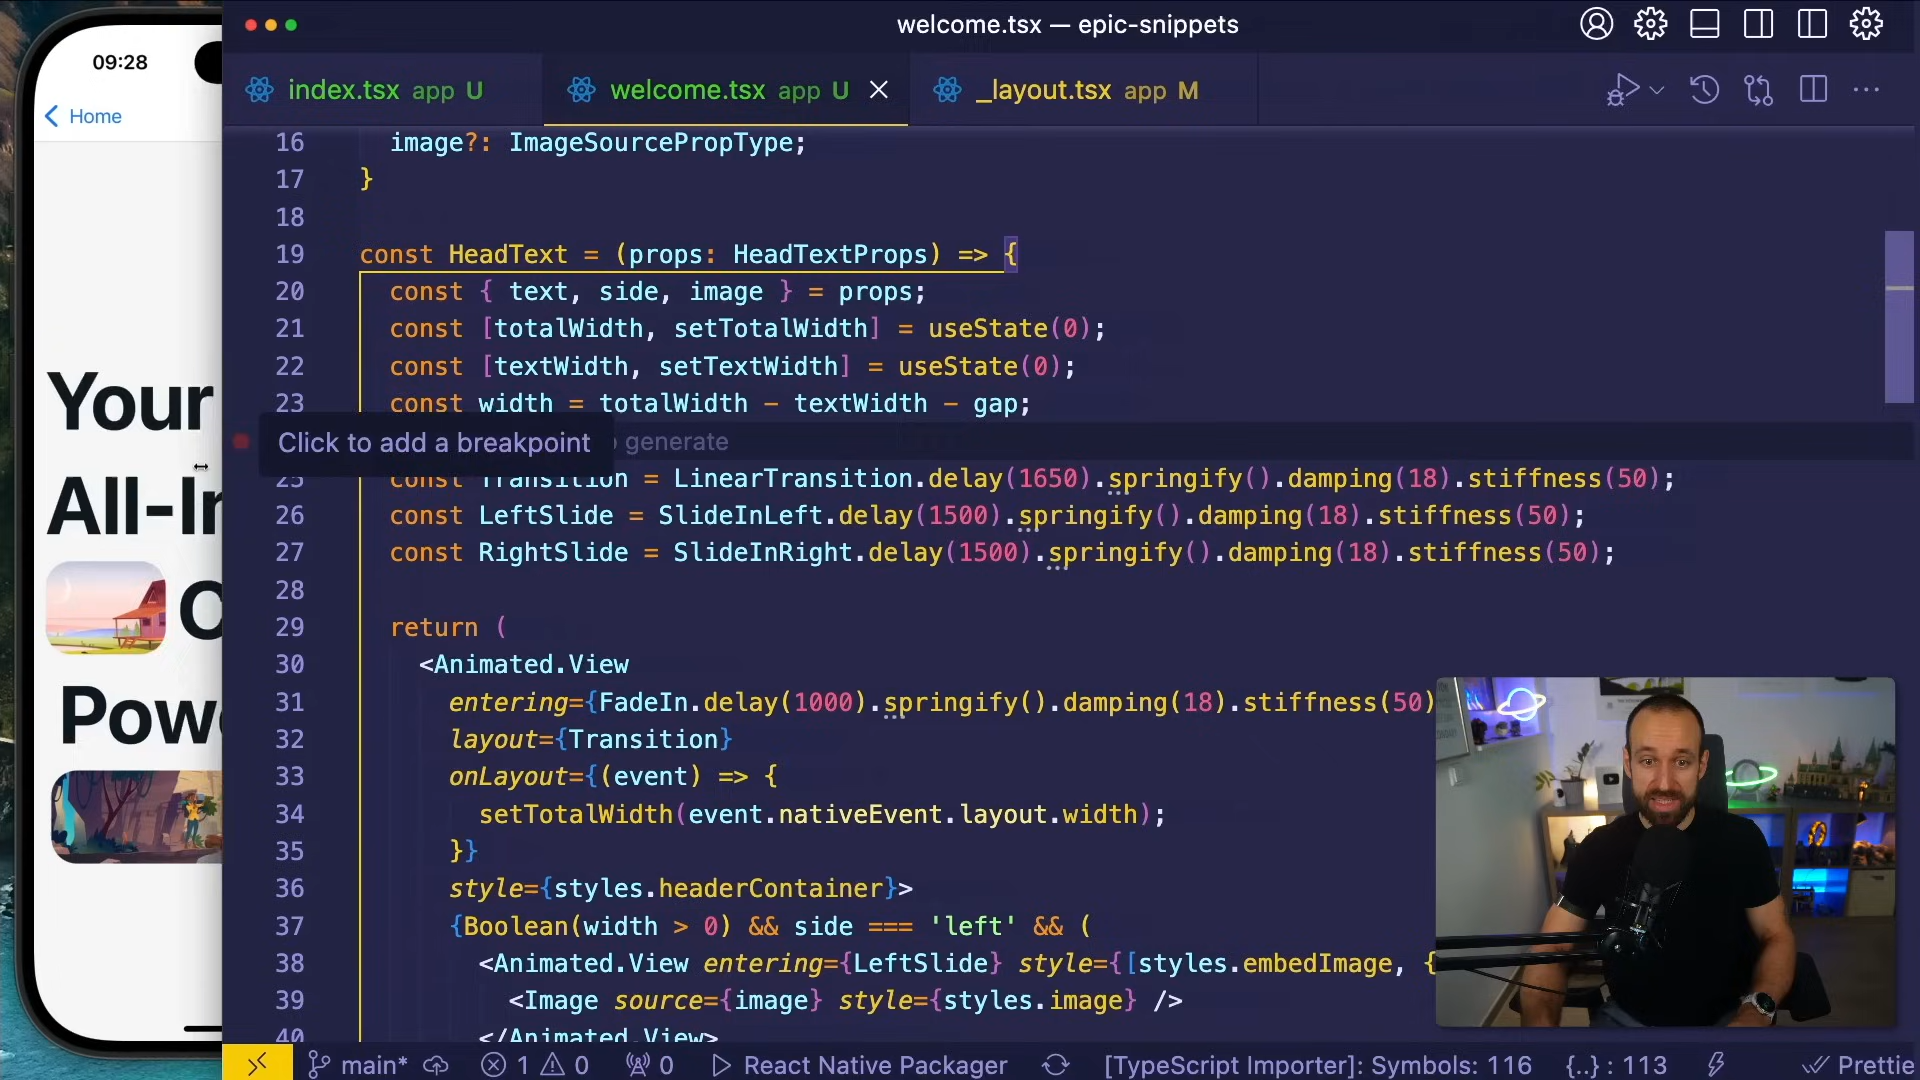 09:28
Home
Your
All-In
C
Powe
welcome.tsx — epic-snippets
index.tsx app U
welcome.tsx app U
_layout.tsx app M
16 image?: ImageSourcePropType;
17 }
18
19 const HeadText = (props: HeadTextProps) => {
20 const { text, side, image } = props;
21 const [totalWidth, setTotalWidth] = useState(0);
22 const [textWidth, setTextWidth] = useState(0);
23 const width = totalWidth - textWidth - gap;
Click to add a breakpoint generate
25 const Transition = LinearTransition.delay(1650).springify().damping(18).stiffness(50);
26 const LeftSlide = SlideInLeft.delay(1500).springify().damping(18).stiffness(50);
27 const RightSlide = SlideInRight.delay(1500).springify().damping(18).stiffness(50);
28
29 return (
30 <Animated.View
31 entering={FadeIn.delay(1000).springify().damping(18).stiffness(50)
32 layout={Transition}
33 onLayout={(event) => {
34 setTotalWidth(event.nativeEvent.layout.width);
35 }}
36 style={styles.headerContainer}>
37 {Boolean(width > 0) && side === 'left' && (
38 <Animated.View entering={LeftSlide} style={[styles.embedImage, {
39 <Image source={image} style={styles.image} />
40 </Animated.View>
main* 1 0 0 React Native Packager [TypeScript Importer]: Symbols: 116 {..} : 113 Prettie